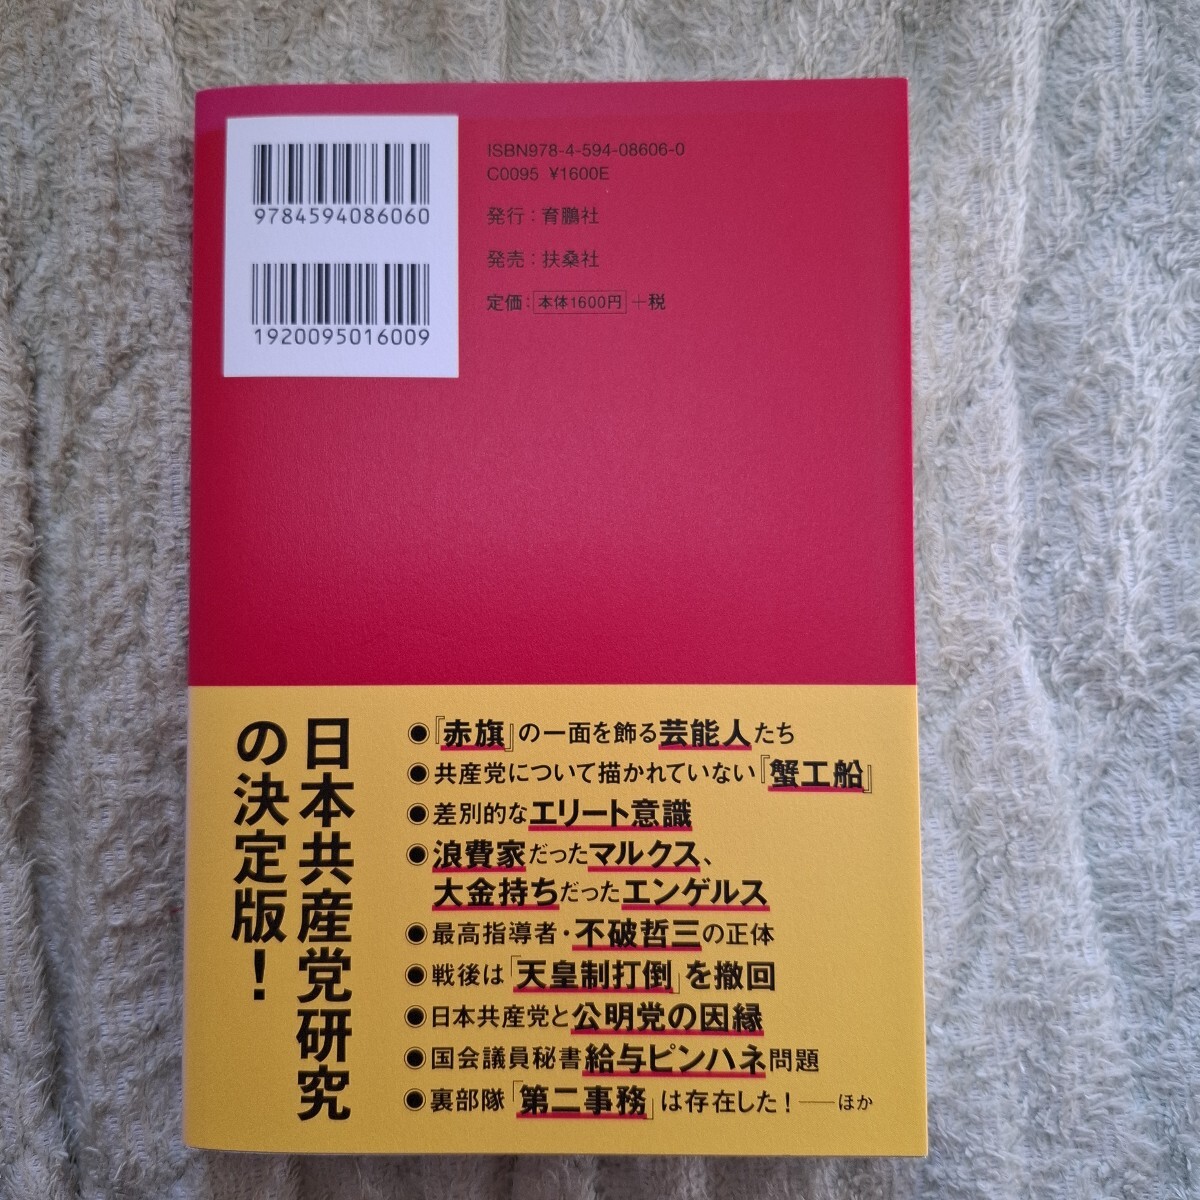 9784594086060
1920095016009
ISBN978-4-594-08606-0
C0095 ¥1600E
発行：育鵬社
発売：扶桑社
定価：本体1600円＋税
日本共産党研究
の決定版！
●『赤旗』の一面を飾る芸能人たち
●共産党について描かれていない『蟹工船』
●差別的なエリート意識
●浪費家だったマルクス、
大金持ちだったエンゲルス
●最高指導者・不破哲三の正体
●戦後は「天皇制打倒」を撤回
●日本共産党と公明党の因縁
●国会議員秘書給与ピンハネ問題
●裏部隊「第二事務」は存在した！──ほか